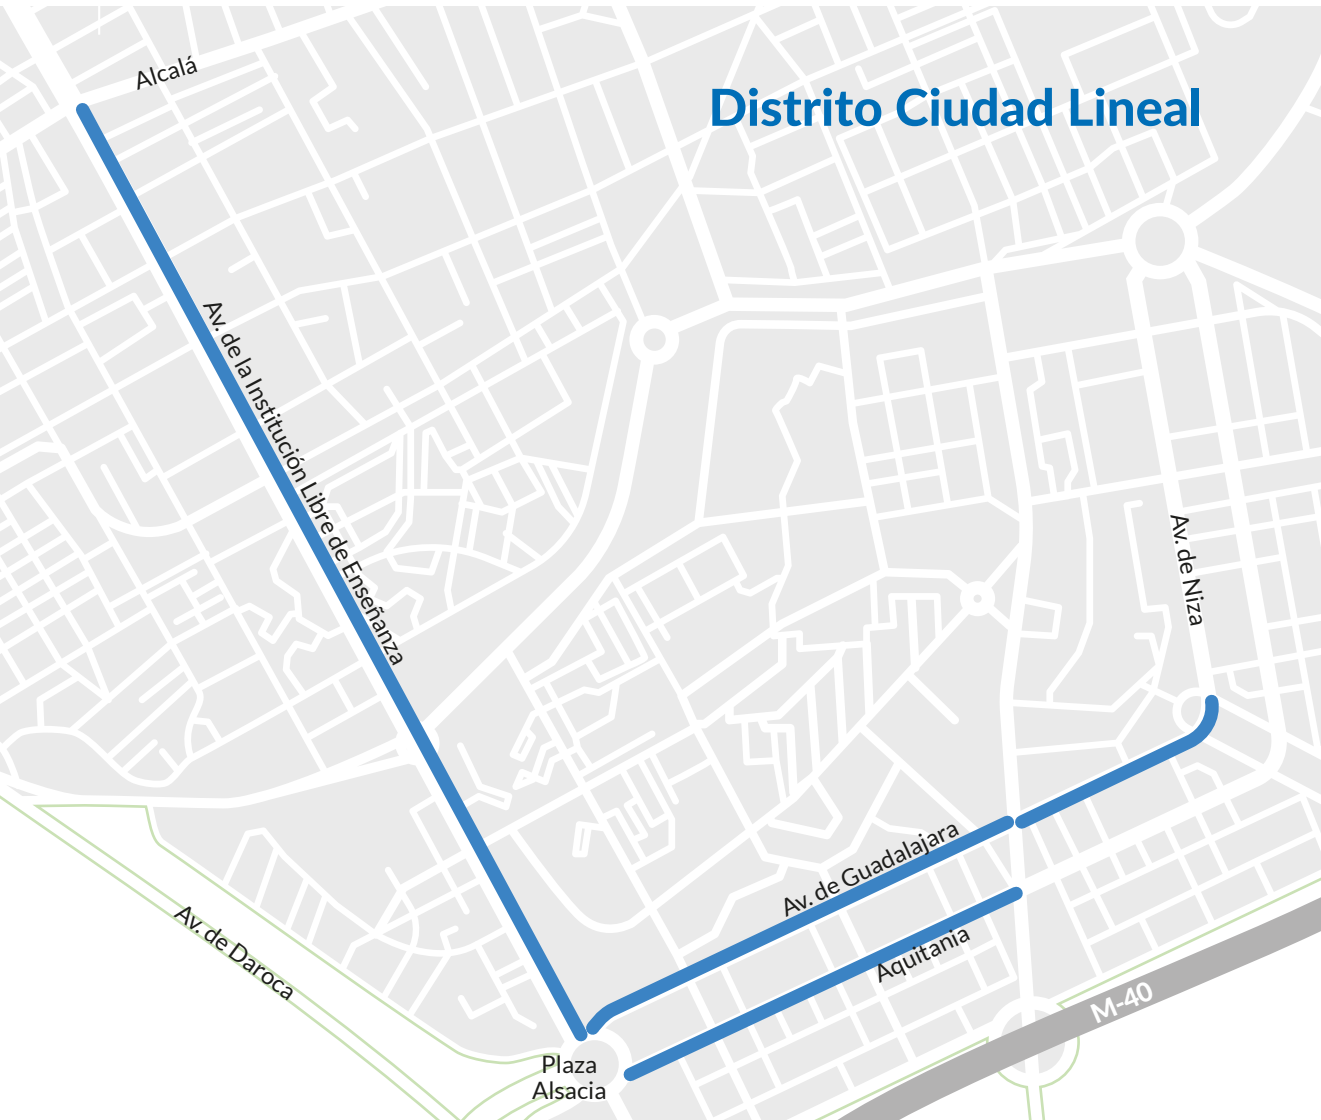 Alcalá
Distrito Ciudad Lineal
Av. de la Institución Libre de Enseñanza
Av. de Niza
Av. de Guadalajara
Av. de Daroca
Aquitania
M-40
Plaza
Alsacia